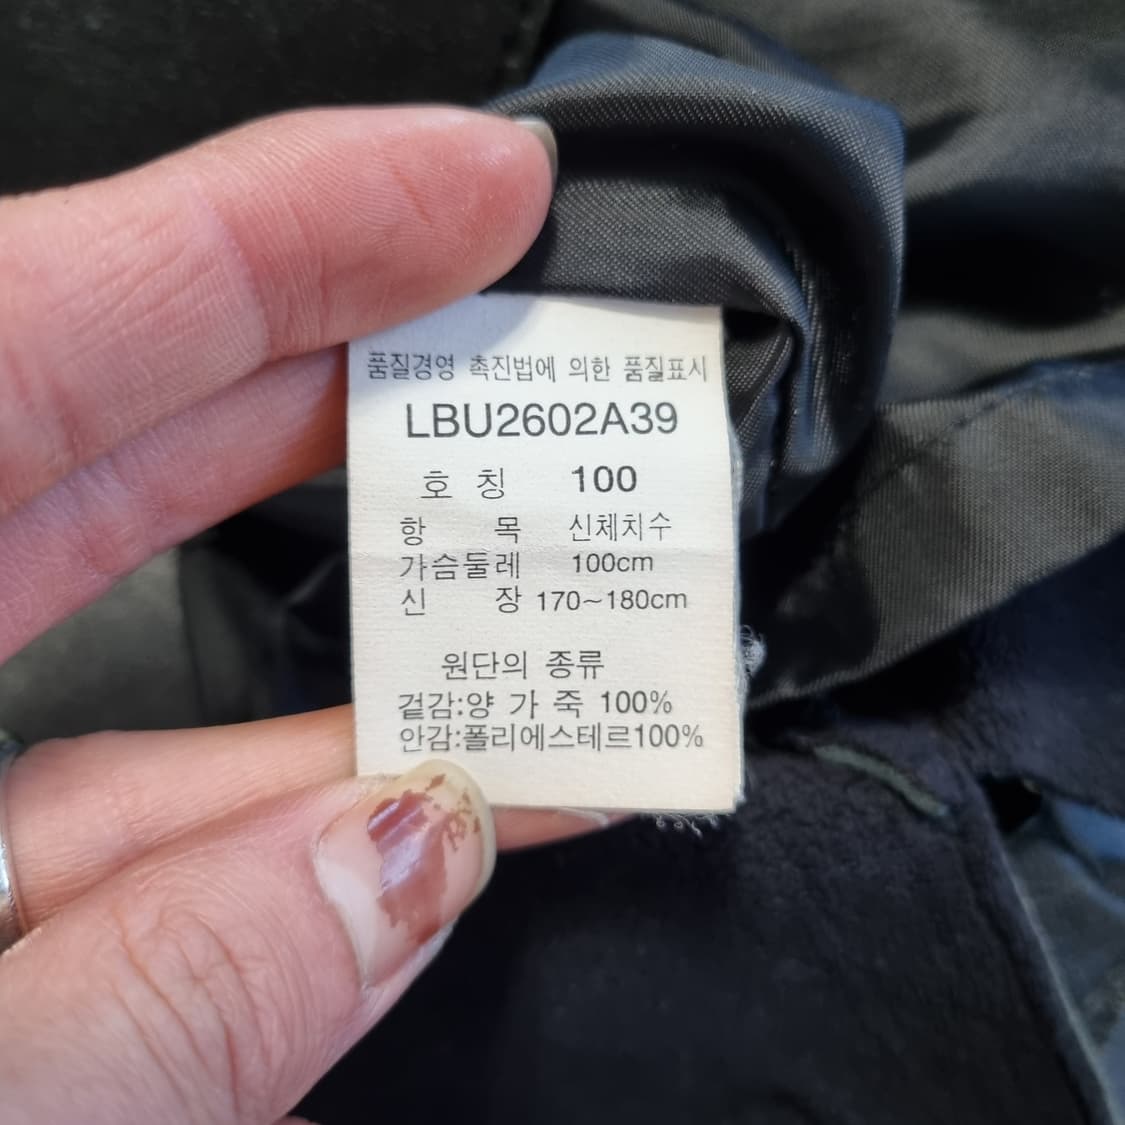 품질경영 촉진법에 의한 품질표시
LBU2602A39
호 칭 100
항 목 신체치수
가슴둘레 100cm
신 장 170~180cm
원단의 종류
겉감:양 가 죽 100%
안감:폴리에스테르100%